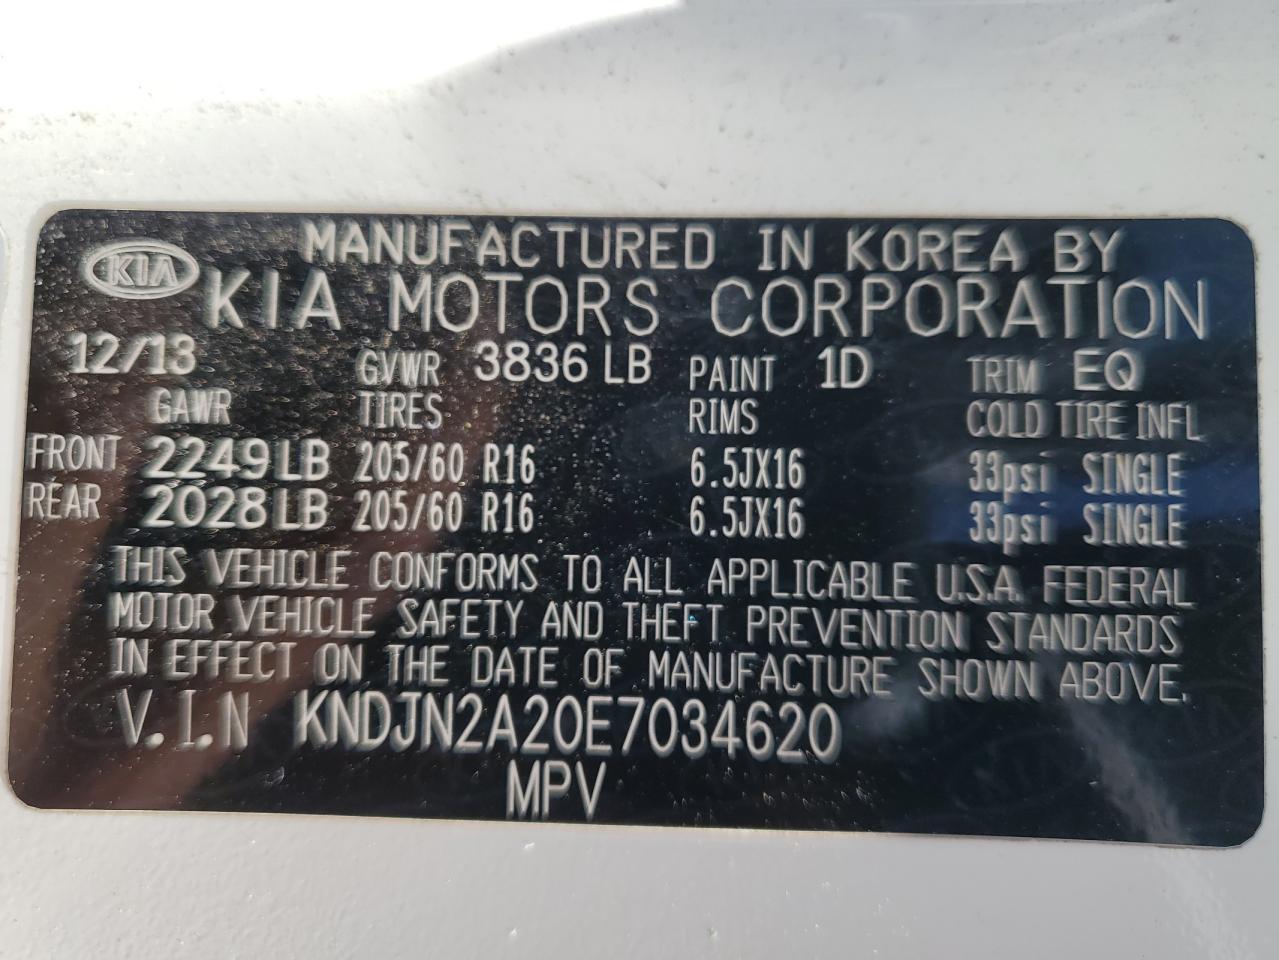 MANUFACTURED IN KOREA BY
KIA KIA MOTORS CORPORATION
12/13 GVWR 3836 LB PAINT 1D TRIM EQ
GAWR TIRES RIMS COLD TIRE INFL
FRONT 2249 LB 205/60 R16 6.5JX16 33psi SINGLE
REAR 2028 LB 205/60 R16 6.5JX16 33psi SINGLE
THIS VEHICLE CONFORMS TO ALL APPLICABLE U.S.A. FEDERAL
MOTOR VEHICLE SAFETY AND THEFT PREVENTION STANDARDS
IN EFFECT ON THE DATE OF MANUFACTURE SHOWN ABOVE.
V.I.N KNDJN2A20E7034620
MPV